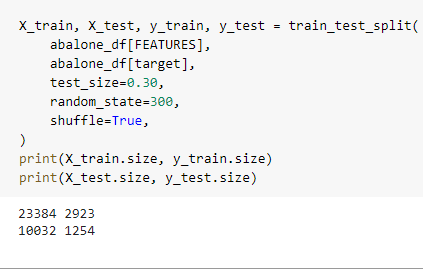 X_train, X_test, y_train, y_test = train_test_split(
    abalone_df[FEATURES],
    abalone_df[target],
    test_size=0.30,
    random_state=300,
    shuffle=True,
)
print(X_train.size, y_train.size)
print(X_test.size, y_test.size)
23384 2923
10032 1254